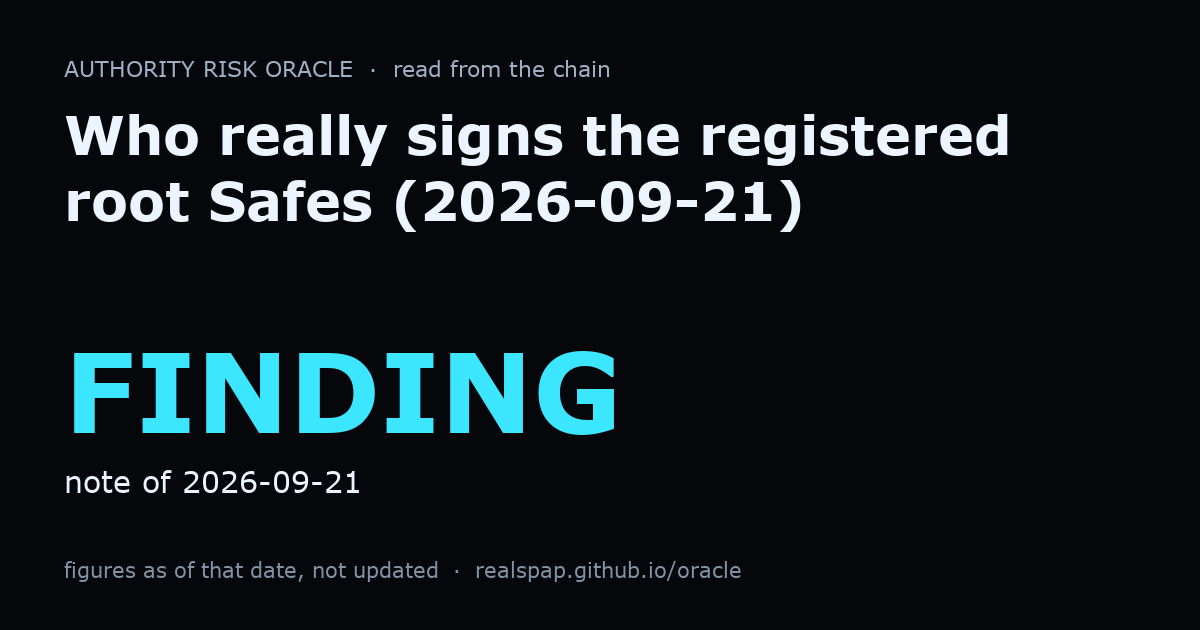 AUTHORITY RISK ORACLE · read from the chain
Who really signs the registered
root Safes (2026-09-21)
FINDING
note of 2026-09-21
figures as of that date, not updated · realspap.github.io/oracle